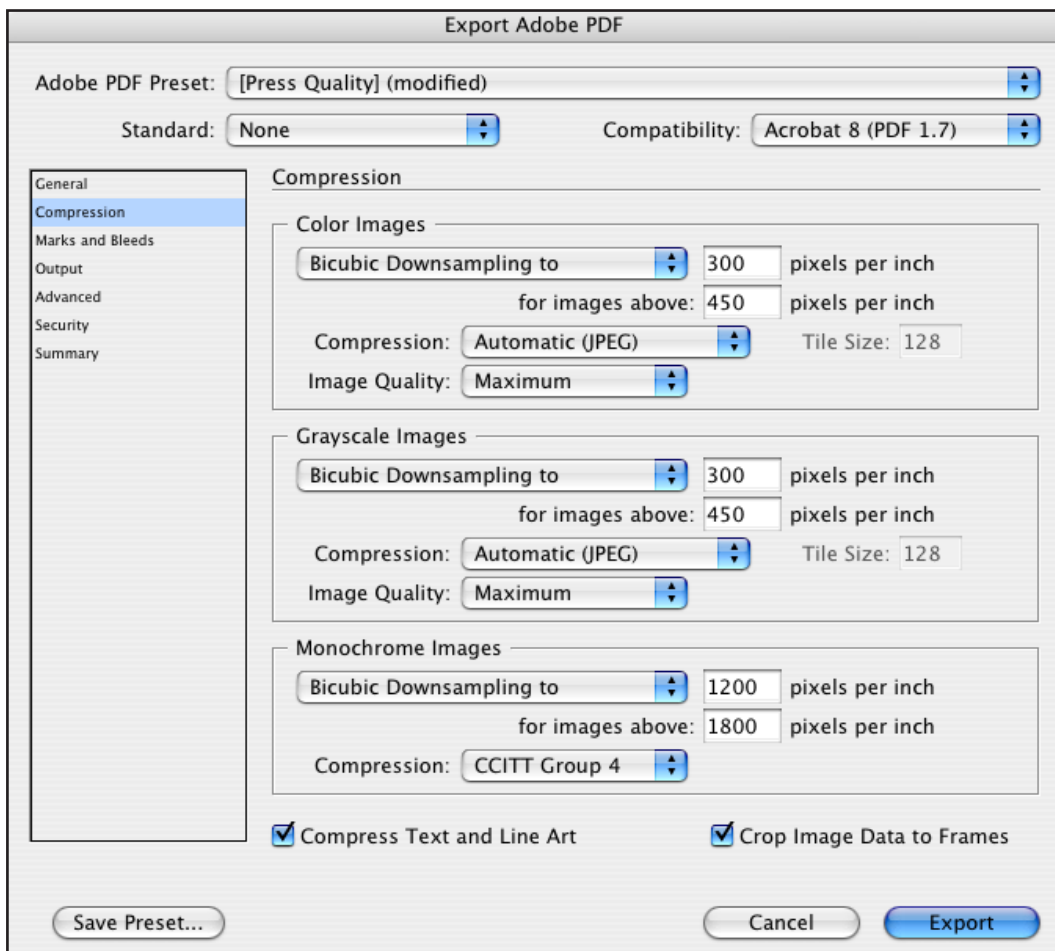 Export Adobe PDF
Adobe PDF Preset: [Press Quality] (modified)
Standard: None Compatibility: Acrobat 8 (PDF 1.7)
General
Compression
Marks and Bleeds
Output
Advanced
Security
Summary
Compression
Color Images
Bicubic Downsampling to 300 pixels per inch
for images above: 450 pixels per inch
Compression: Automatic (JPEG) Tile Size: 128
Image Quality: Maximum
Grayscale Images
Bicubic Downsampling to 300 pixels per inch
for images above: 450 pixels per inch
Compression: Automatic (JPEG) Tile Size: 128
Image Quality: Maximum
Monochrome Images
Bicubic Downsampling to 1200 pixels per inch
for images above: 1800 pixels per inch
Compression: CCITT Group 4
Compress Text and Line Art Crop Image Data to Frames
Save Preset... Cancel Export